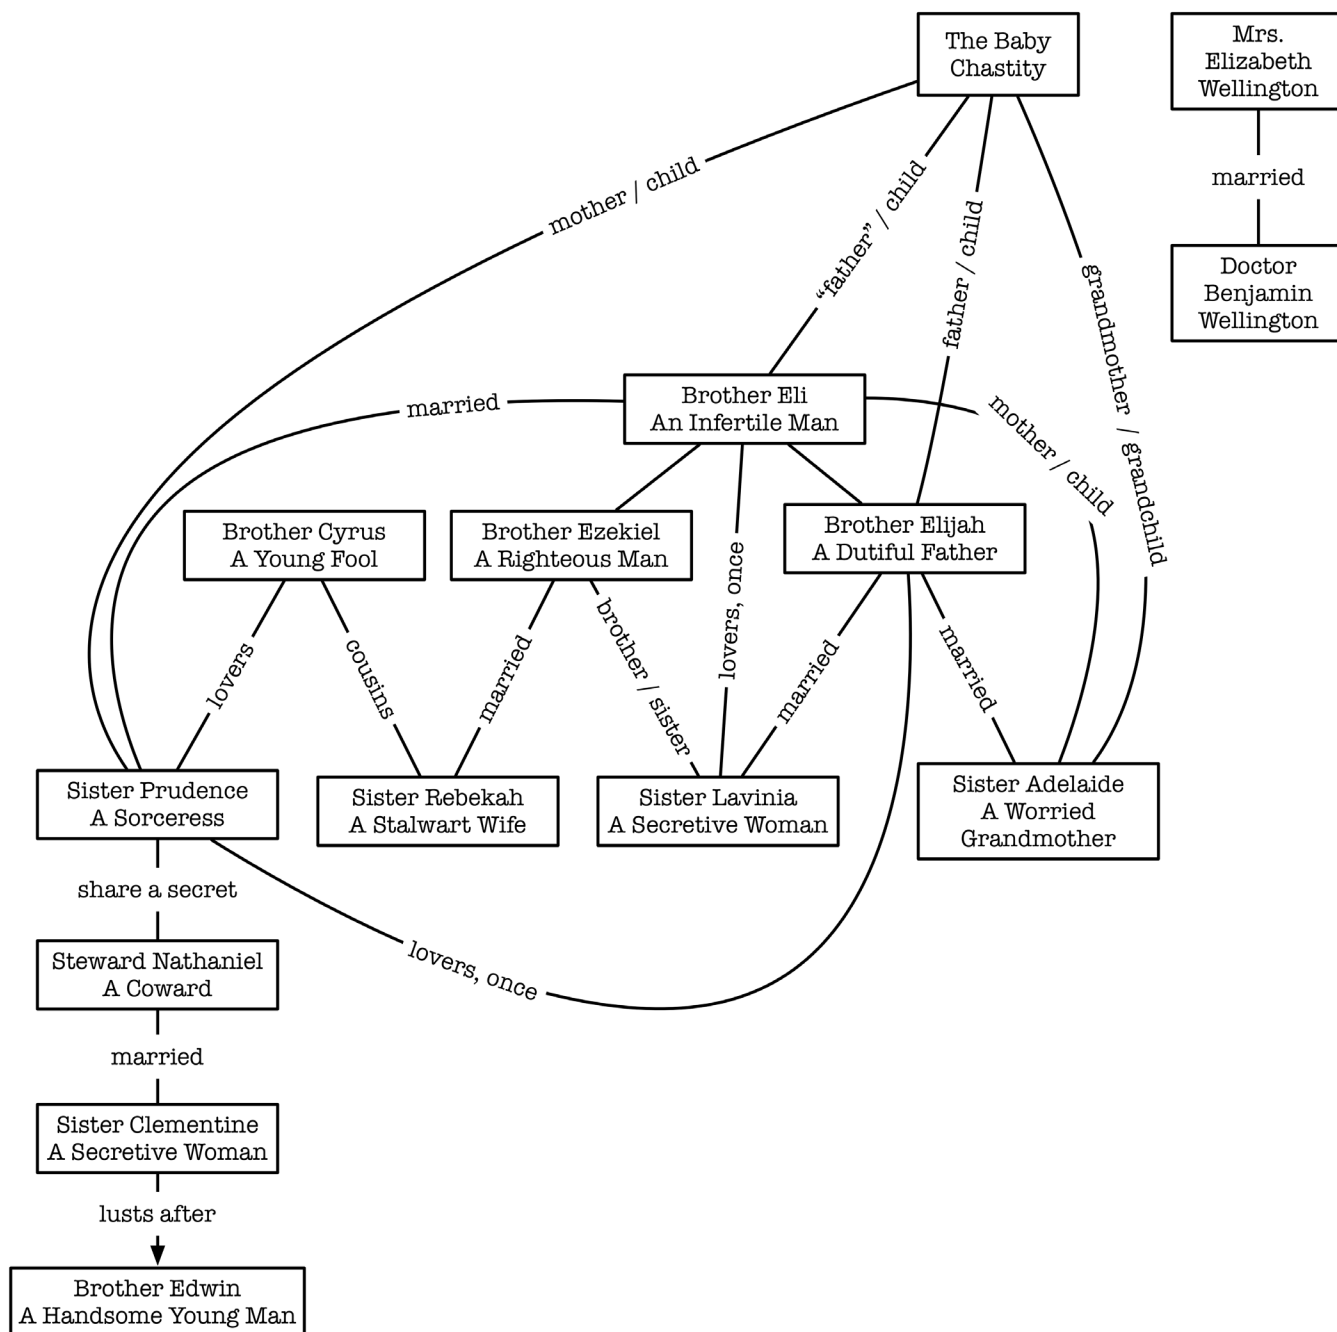 The Baby
Chastity
Mrs.
Elizabeth
Wellington
mother / child
“father” / child
father / child
grandmother / grandchild
married
Doctor
Benjamin
Wellington
married
Brother Eli
An Infertile Man
mother / child
Brother Cyrus
A Young Fool
Brother Ezekiel
A Righteous Man
Brother Elijah
A Dutiful Father
lovers
cousins
married
brother / sister
lovers, once
married
married
Sister Prudence
A Sorceress
Sister Rebekah
A Stalwart Wife
Sister Lavinia
A Secretive Woman
Sister Adelaide
A Worried
Grandmother
share a secret
lovers, once
Steward Nathaniel
A Coward
married
Sister Clementine
A Secretive Woman
lusts after
Brother Edwin
A Handsome Young Man